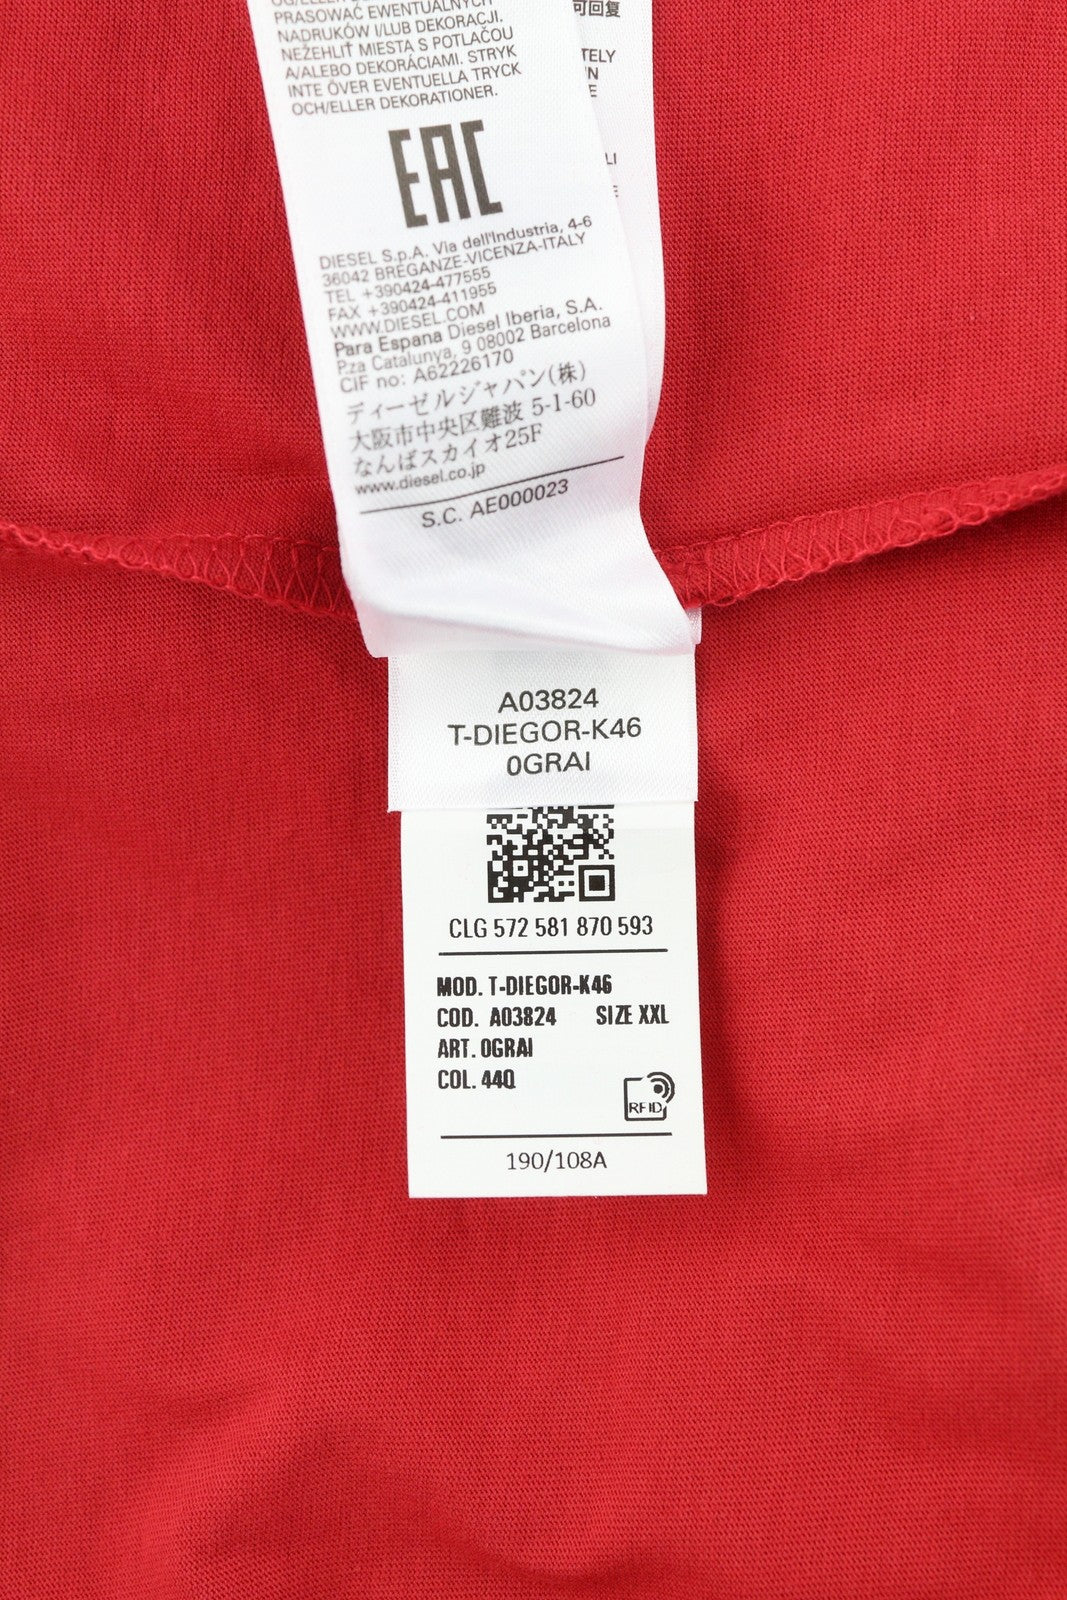 PRASOWAĆ EWENTUALNYCH
NADRUKÓW I/LUB DEKORACJI.
NEŽEHLIŤ MIESTA S POTLAČOU
A/ALEBO DEKORÁCIAMI. STRYK
INTE ÖVER EVENTUELLA TRYCK
OCH/ELLER DEKORATIONER.
可回复
EAC
DIESEL S.p.A. Via dell'Industria, 4-6
36042 BREGANZE-VICENZA-ITALY
TEL +390424-477555
FAX +390424-411955
WWW.DIESEL.COM
Para Espana Diesel Iberia, S.A.
Pza Catalunya, 9 08002 Barcelona
CIF no: A62226170
ディーゼルジャパン(株)
大阪市中央区難波 5-1-60
なんばスカイオ25F
www.diesel.co.jp
S.C. AE000023
A03824
T-DIEGOR-K46
0GRAI
CLG 572 581 870 593
MOD. T-DIEGOR-K46
COD. A03824 SIZE XXL
ART. 0GRAI
COL. 44Q
RFID
190/108A